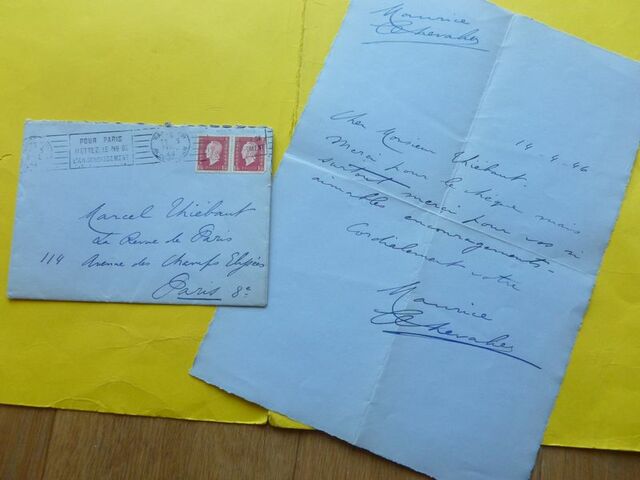 POUR PARIS
METTEZ LE No DE
L'ARRONDISSEMENT
Marcel Thiébaut
La Revue de Paris
114 Avenue des Champs Elysées
Paris 8e
Maurice
Chevalier
14-4-46
Cher Monsieur Thiébaut.
Merci pour le chèque mais
surtout merci pour vos si
aimables encouragements-
Cordialement votre
Maurice
Chevalier